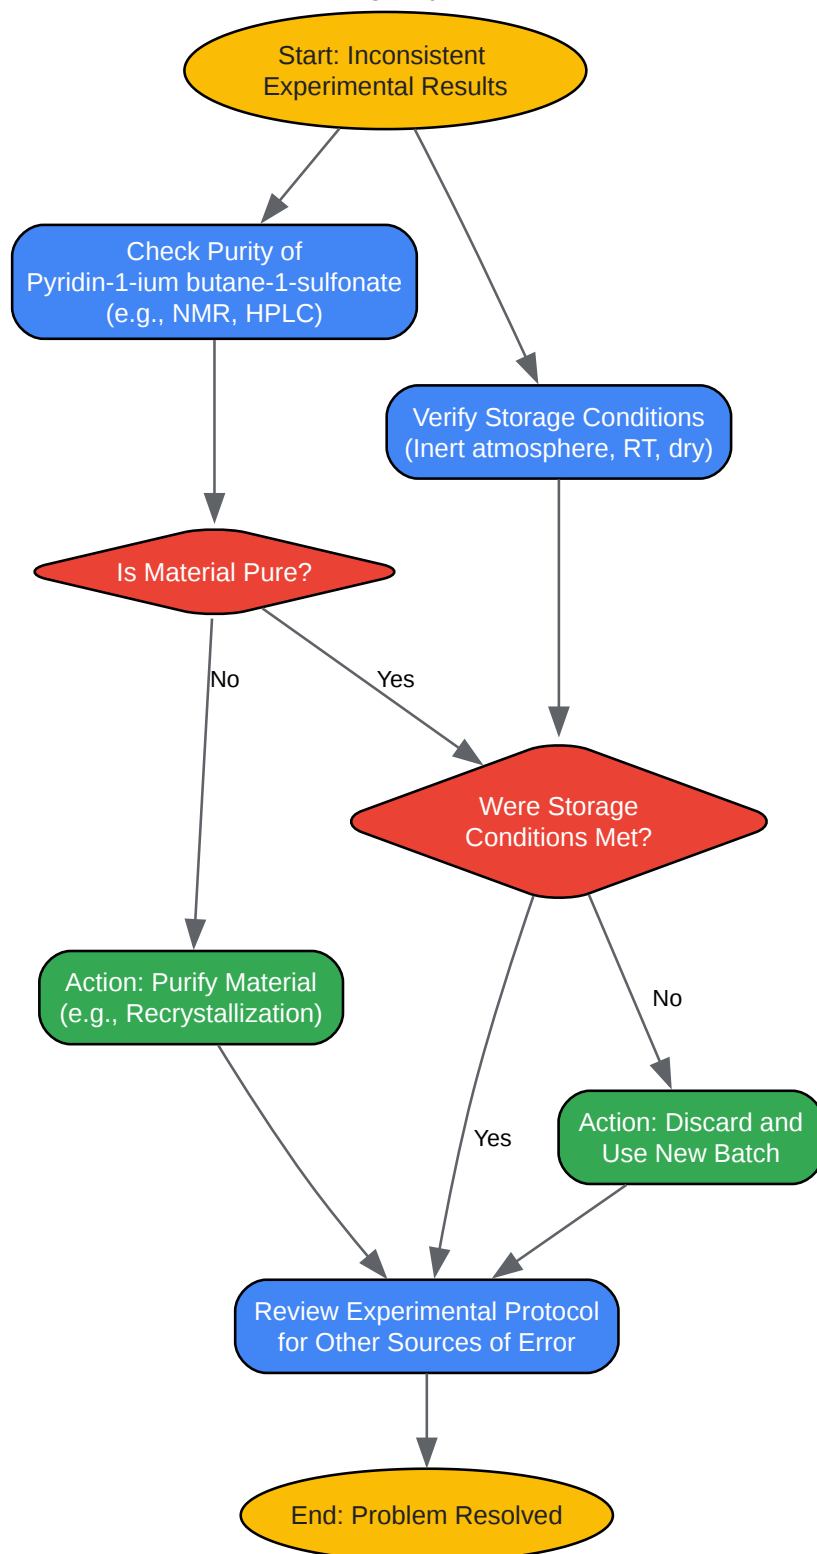 Start: Inconsistent
Experimental Results
Check Purity of
Pyridin-1-ium butane-1-sulfonate
(e.g., NMR, HPLC)
Verify Storage Conditions
(Inert atmosphere, RT, dry)
Is Material Pure?
No
Yes
Were Storage
Conditions Met?
Action: Purify Material
(e.g., Recrystallization)
No
Yes
Action: Discard and
Use New Batch
Review Experimental Protocol
for Other Sources of Error
End: Problem Resolved